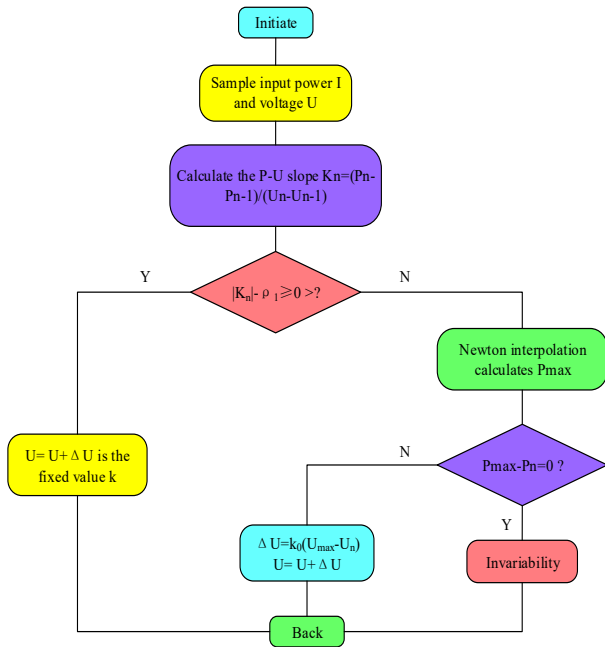 Initiate
Sample input power I
and voltage U
Calculate the P-U slope Kn=(Pn-
Pn-1)/(Un-Un-1)
Y
|Kn|- ρ 1 ≥0 >?
N
Newton interpolation
calculates Pmax
U= U+ Δ U is the
fixed value k
N
Pmax-Pn=0 ?
Y
Δ U=k₀(Umax-Un)
U= U+ Δ U
Invariability
Back